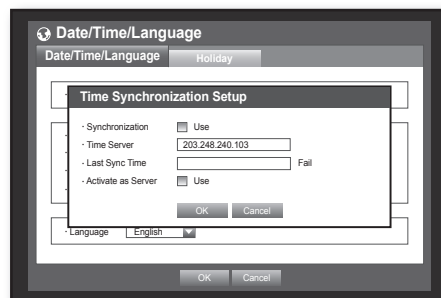 Date/Time/Language
Date/Time/Language Holiday
Time Synchronization Setup
· Synchronization Use
· Time Server 203.248.240.103
· Last Sync Time Fail
· Activate as Server Use
OK Cancel
· Language English
OK Cancel